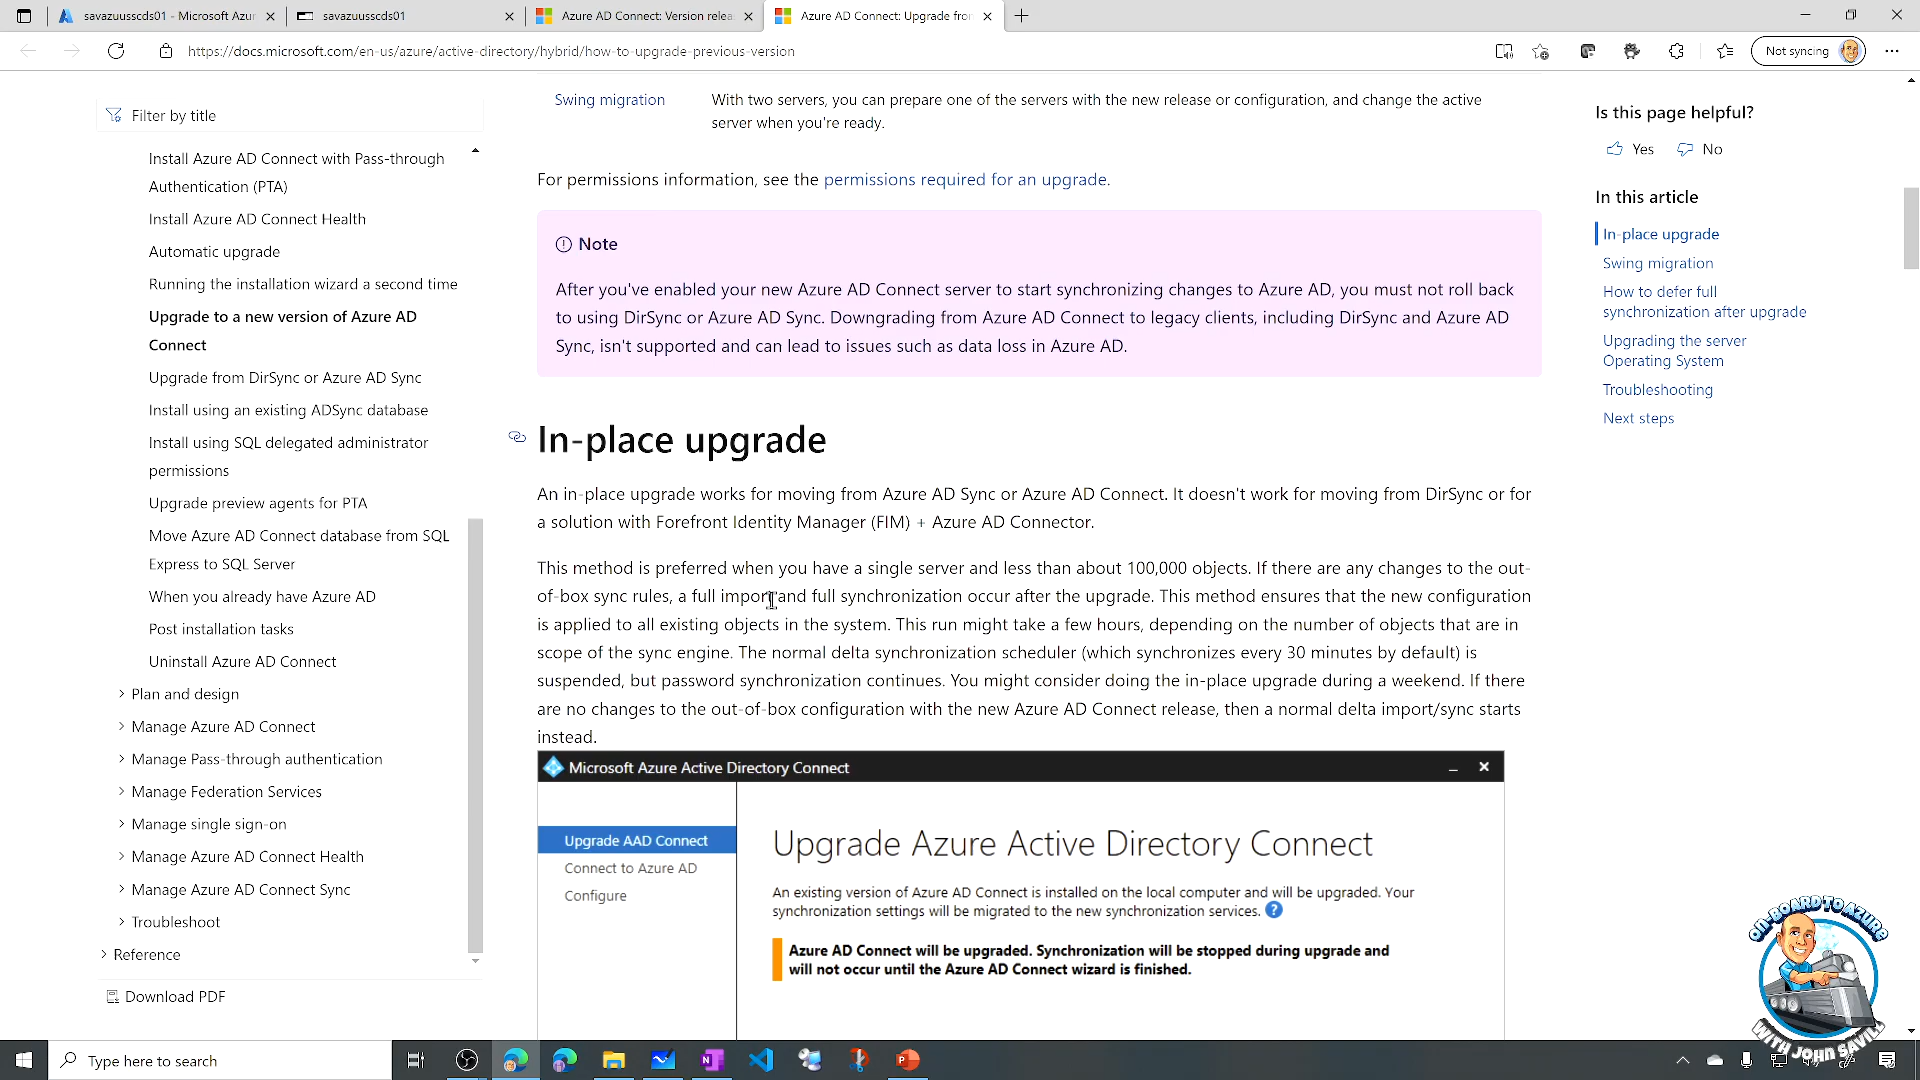 savazuusscds01 - Microsoft Azur
savazuusscds01
Azure AD Connect: Version relea
Azure AD Connect: Upgrade fron
https://docs.microsoft.com/en-us/azure/active-directory/hybrid/how-to-upgrade-previous-version
Not syncing
Filter by title
Install Azure AD Connect with Pass-through
Authentication (PTA)
Install Azure AD Connect Health
Automatic upgrade
Running the installation wizard a second time
Upgrade to a new version of Azure AD
Connect
Upgrade from DirSync or Azure AD Sync
Install using an existing ADSync database
Install using SQL delegated administrator
permissions
Upgrade preview agents for PTA
Move Azure AD Connect database from SQL
Express to SQL Server
When you already have Azure AD
Post installation tasks
Uninstall Azure AD Connect
Plan and design
Manage Azure AD Connect
Manage Pass-through authentication
Manage Federation Services
Manage single sign-on
Manage Azure AD Connect Health
Manage Azure AD Connect Sync
Troubleshoot
Reference
Download PDF
Swing migration
With two servers, you can prepare one of the servers with the new release or configuration, and change the active
server when you're ready.
For permissions information, see the permissions required for an upgrade.
Note
After you've enabled your new Azure AD Connect server to start synchronizing changes to Azure AD, you must not roll back
to using DirSync or Azure AD Sync. Downgrading from Azure AD Connect to legacy clients, including DirSync and Azure AD
Sync, isn't supported and can lead to issues such as data loss in Azure AD.
In-place upgrade
An in-place upgrade works for moving from Azure AD Sync or Azure AD Connect. It doesn't work for moving from DirSync or for
a solution with Forefront Identity Manager (FIM) + Azure AD Connector.
This method is preferred when you have a single server and less than about 100,000 objects. If there are any changes to the out-
of-box sync rules, a full import and full synchronization occur after the upgrade. This method ensures that the new configuration
is applied to all existing objects in the system. This run might take a few hours, depending on the number of objects that are in
scope of the sync engine. The normal delta synchronization scheduler (which synchronizes every 30 minutes by default) is
suspended, but password synchronization continues. You might consider doing the in-place upgrade during a weekend. If there
are no changes to the out-of-box configuration with the new Azure AD Connect release, then a normal delta import/sync starts
instead.
Microsoft Azure Active Directory Connect
Upgrade AAD Connect
Connect to Azure AD
Configure
Upgrade Azure Active Directory Connect
An existing version of Azure AD Connect is installed on the local computer and will be upgraded. Your
synchronization settings will be migrated to the new synchronization services. ?
Azure AD Connect will be upgraded. Synchronization will be stopped during upgrade and
will not occur until the Azure AD Connect wizard is finished.
Is this page helpful?
Yes
No
In this article
In-place upgrade
Swing migration
How to defer full
synchronization after upgrade
Upgrading the server
Operating System
Troubleshooting
Next steps
ON-BOARD TO AZURE
WITH JOHN SAVILL
Type here to search